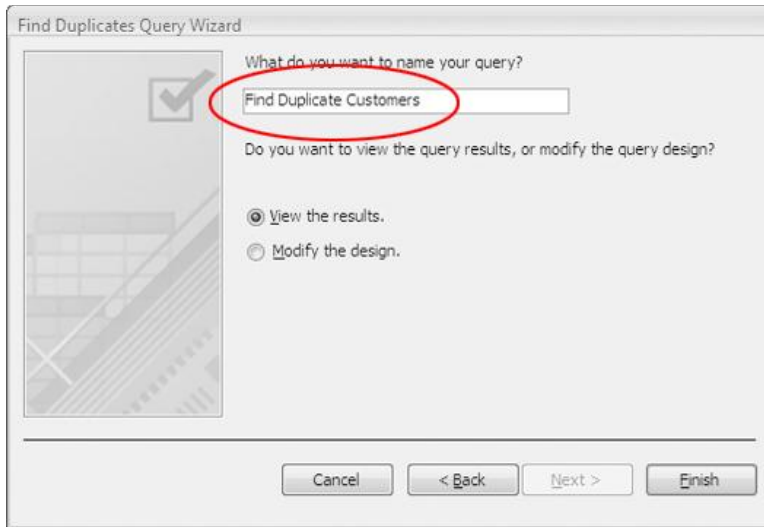 Find Duplicates Query Wizard
What do you want to name your query?
Find Duplicate Customers
Do you want to view the query results, or modify the query design?
View the results.
Modify the design.
Cancel
< Back
Next >
Finish